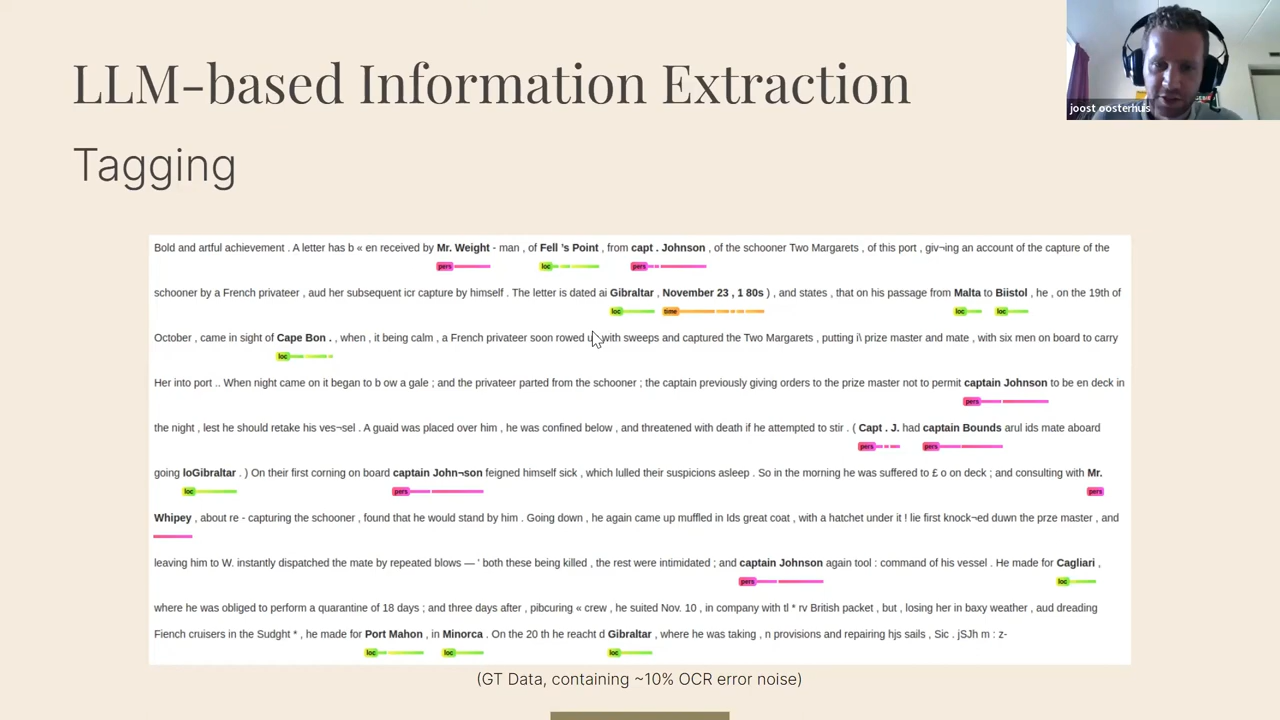 LLM-based Information Extraction
joost oosterhuis
Tagging
Bold and artful achievement . A letter has b « en received by Mr. Weight - man , of Fell 's Point , from capt . Johnson , of the schooner Two Margarets , of this port , giv¬ing an account of the capture of the
pers loc pers
schooner by a French privateer , aud her subsequent icr capture by himself . The letter is dated ai Gibraltar , November 23 , 1 80s ) , and states , that on his passage from Malta to Biistol , he , on the 19th of
loc time loc loc
October , came in sight of Cape Bon . , when , it being calm , a French privateer soon rowed with sweeps and captured the Two Margarets , putting i\ prize master and mate , with six men on board to carry
loc
Her into port .. When night came on it began to b ow a gale ; and the privateer parted from the schooner ; the captain previously giving orders to the prize master not to permit captain Johnson to be en deck in
pers
the night , lest he should retake his ves¬sel . A guaid was placed over him , he was confined below , and threatened with death if he attempted to stir . ( Capt . J. had captain Bounds arul ids mate aboard
pers pers
going loGibraltar . ) On their first corning on board captain John¬son feigned himself sick , which lulled their suspicions asleep . So in the morning he was suffered to £ o on deck ; and consulting with Mr.
loc pers pers
Whipey , about re - capturing the schooner , found that he would stand by him . Going down , he again came up muffled in Ids great coat , with a hatchet under it ! lie first knock¬ed duwn the prze master , and
leaving him to W. instantly dispatched the mate by repeated blows — ' both these being killed , the rest were intimidated ; and captain Johnson again tool : command of his vessel . He made for Cagliari ,
pers loc
where he was obliged to perform a quarantine of 18 days ; and three days after , pibcuring « crew , he suited Nov. 10 , in company with tl * rv British packet , but , losing her in baxy weather , aud dreading
Fiench cruisers in the Sudght * , he made for Port Mahon , in Minorca . On the 20 th he reacht d Gibraltar , where he was taking , n provisions and repairing hjs sails , Sic . jSJh m : z-
loc loc loc
(GT Data, containing ~10% OCR error noise)